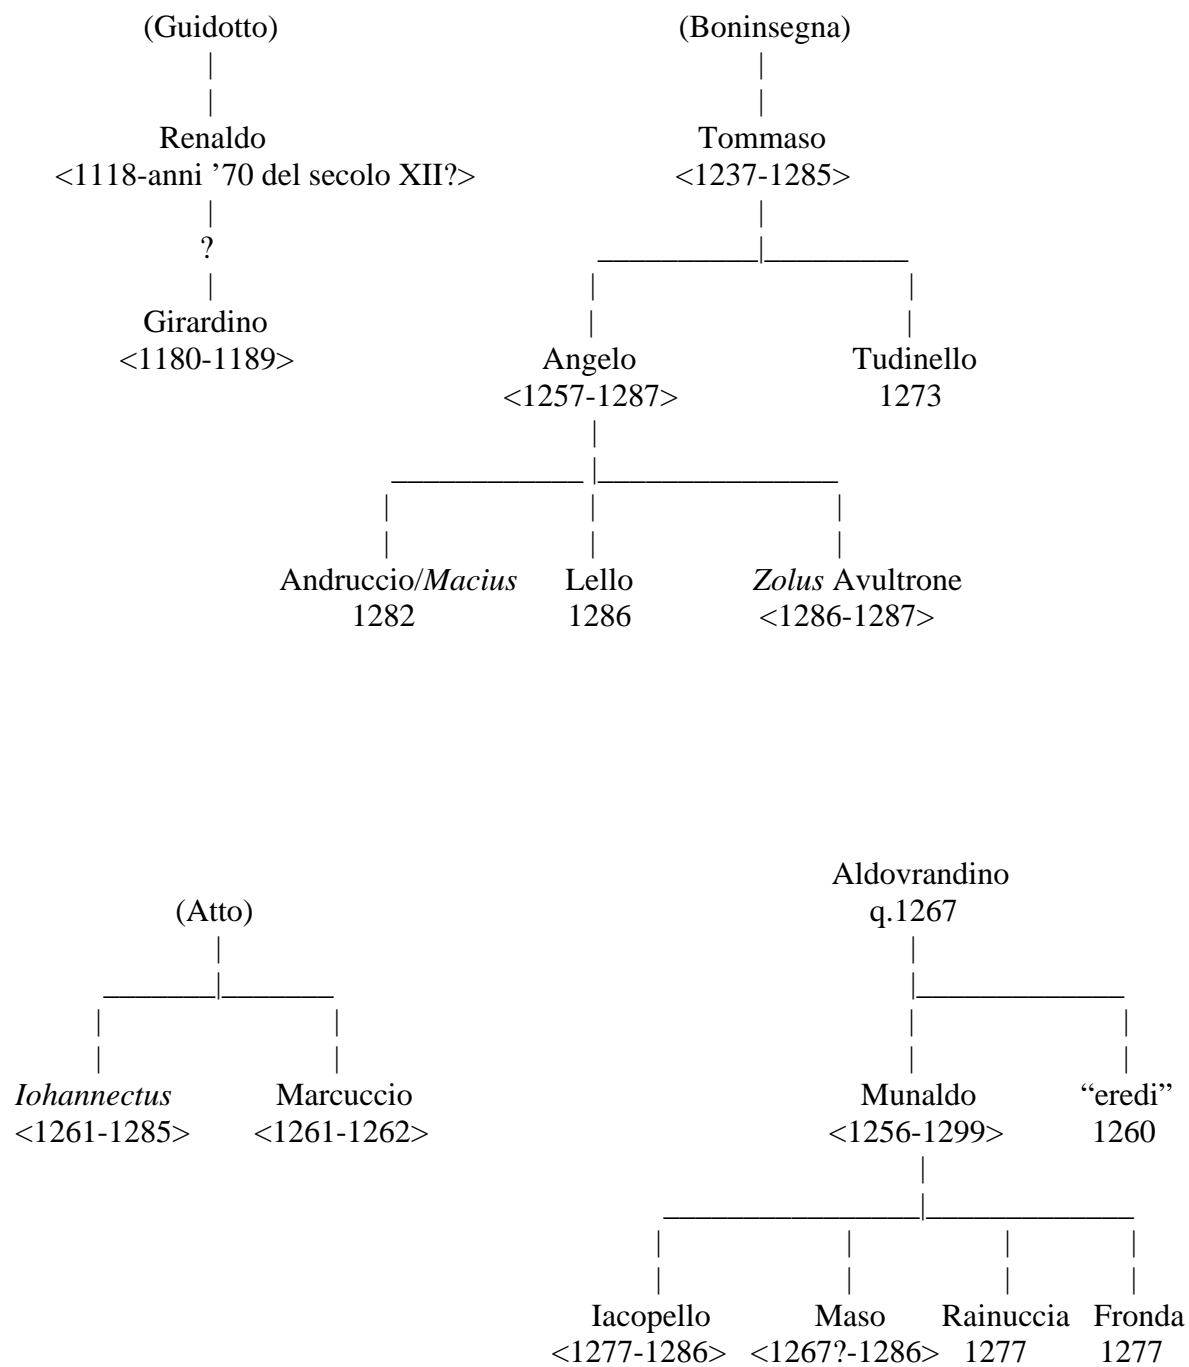 (Guidotto)
Renaldo
<1118-anni ’70 del secolo XII?>
?
Girardino
<1180-1189>
(Boninsegna)
Tommaso
<1237-1285>
Angelo Tudinello
<1257-1287> 1273
Andruccio/Macius Lello Zolus Avultrone
1282 1286 <1286-1287>
(Atto)
Iohannectus Marcuccio
<1261-1285> <1261-1262>
Aldovrandino
q.1267
Munaldo “eredi”
<1256-1299> 1260
Iacopello Maso Rainuccia Fronda
<1277-1286> <1267?-1286> 1277 1277